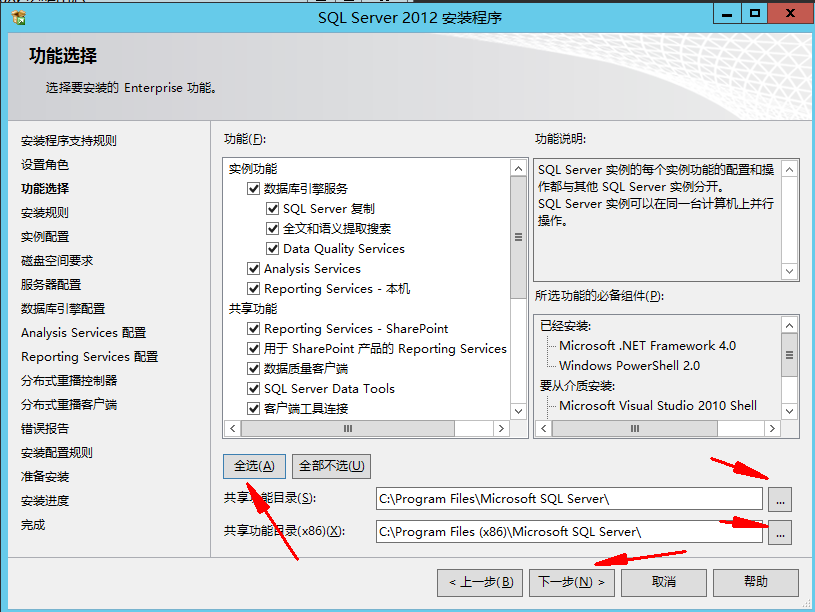 SQL Server 2012 安装程序
功能选择
选择要安装的 Enterprise 功能。
安装程序支持规则
设置角色
功能选择
安装规则
实例配置
磁盘空间要求
服务器配置
数据库引擎配置
Analysis Services 配置
Reporting Services 配置
分布式重播控制器
分布式重播客户端
错误报告
安装配置规则
准备安装
安装进度
完成
功能(F):
实例功能
数据库引擎服务
SQL Server 复制
全文和语义提取搜索
Data Quality Services
Analysis Services
Reporting Services - 本机
共享功能
Reporting Services - SharePoint
用于 SharePoint 产品的 Reporting Services
数据质量客户端
SQL Server Data Tools
客户端工具连接
功能说明:
SQL Server 实例的每个实例功能的配置和操
作都与其他 SQL Server 实例分开。
SQL Server 实例可以在同一台计算机上并行
操作。
所选功能的必备组件(P):
已经安装:
Microsoft .NET Framework 4.0
Windows PowerShell 2.0
要从介质安装:
Microsoft Visual Studio 2010 Shell
全选(A)
全部不选(U)
共享功能目录(S):
C:\Program Files\Microsoft SQL Server\
...
共享功能目录(x86)(X):
C:\Program Files (x86)\Microsoft SQL Server\
...
< 上一步(B)
下一步(N) >
取消
帮助